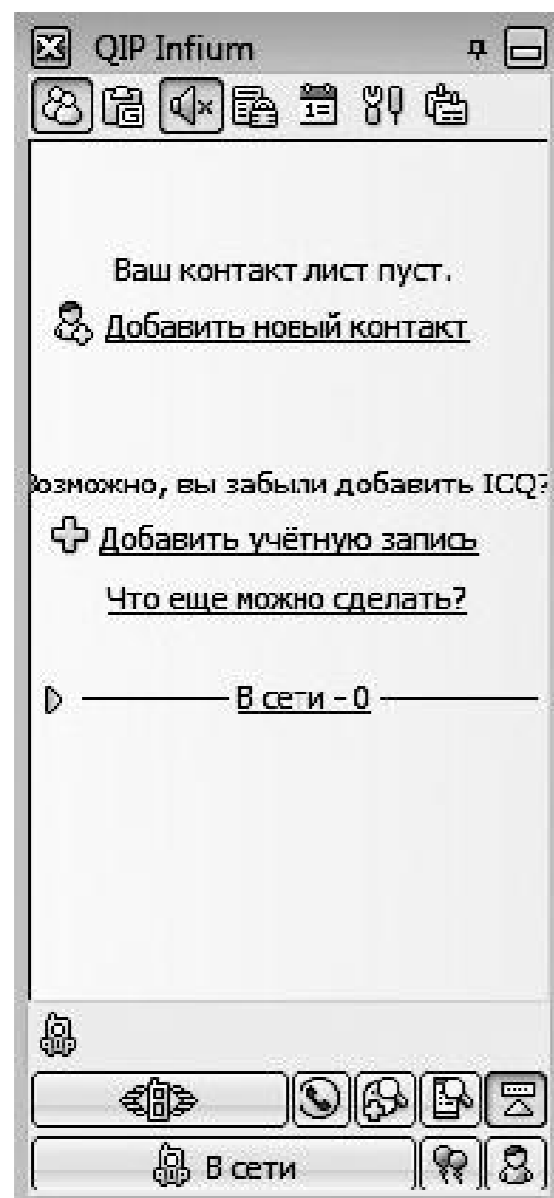 QIP Infium
Ваш контакт лист пуст.
Добавить новый контакт
Возможно, вы забыли добавить ICQ?
Добавить учётную запись
Что еще можно сделать?
В сети - 0
В сети